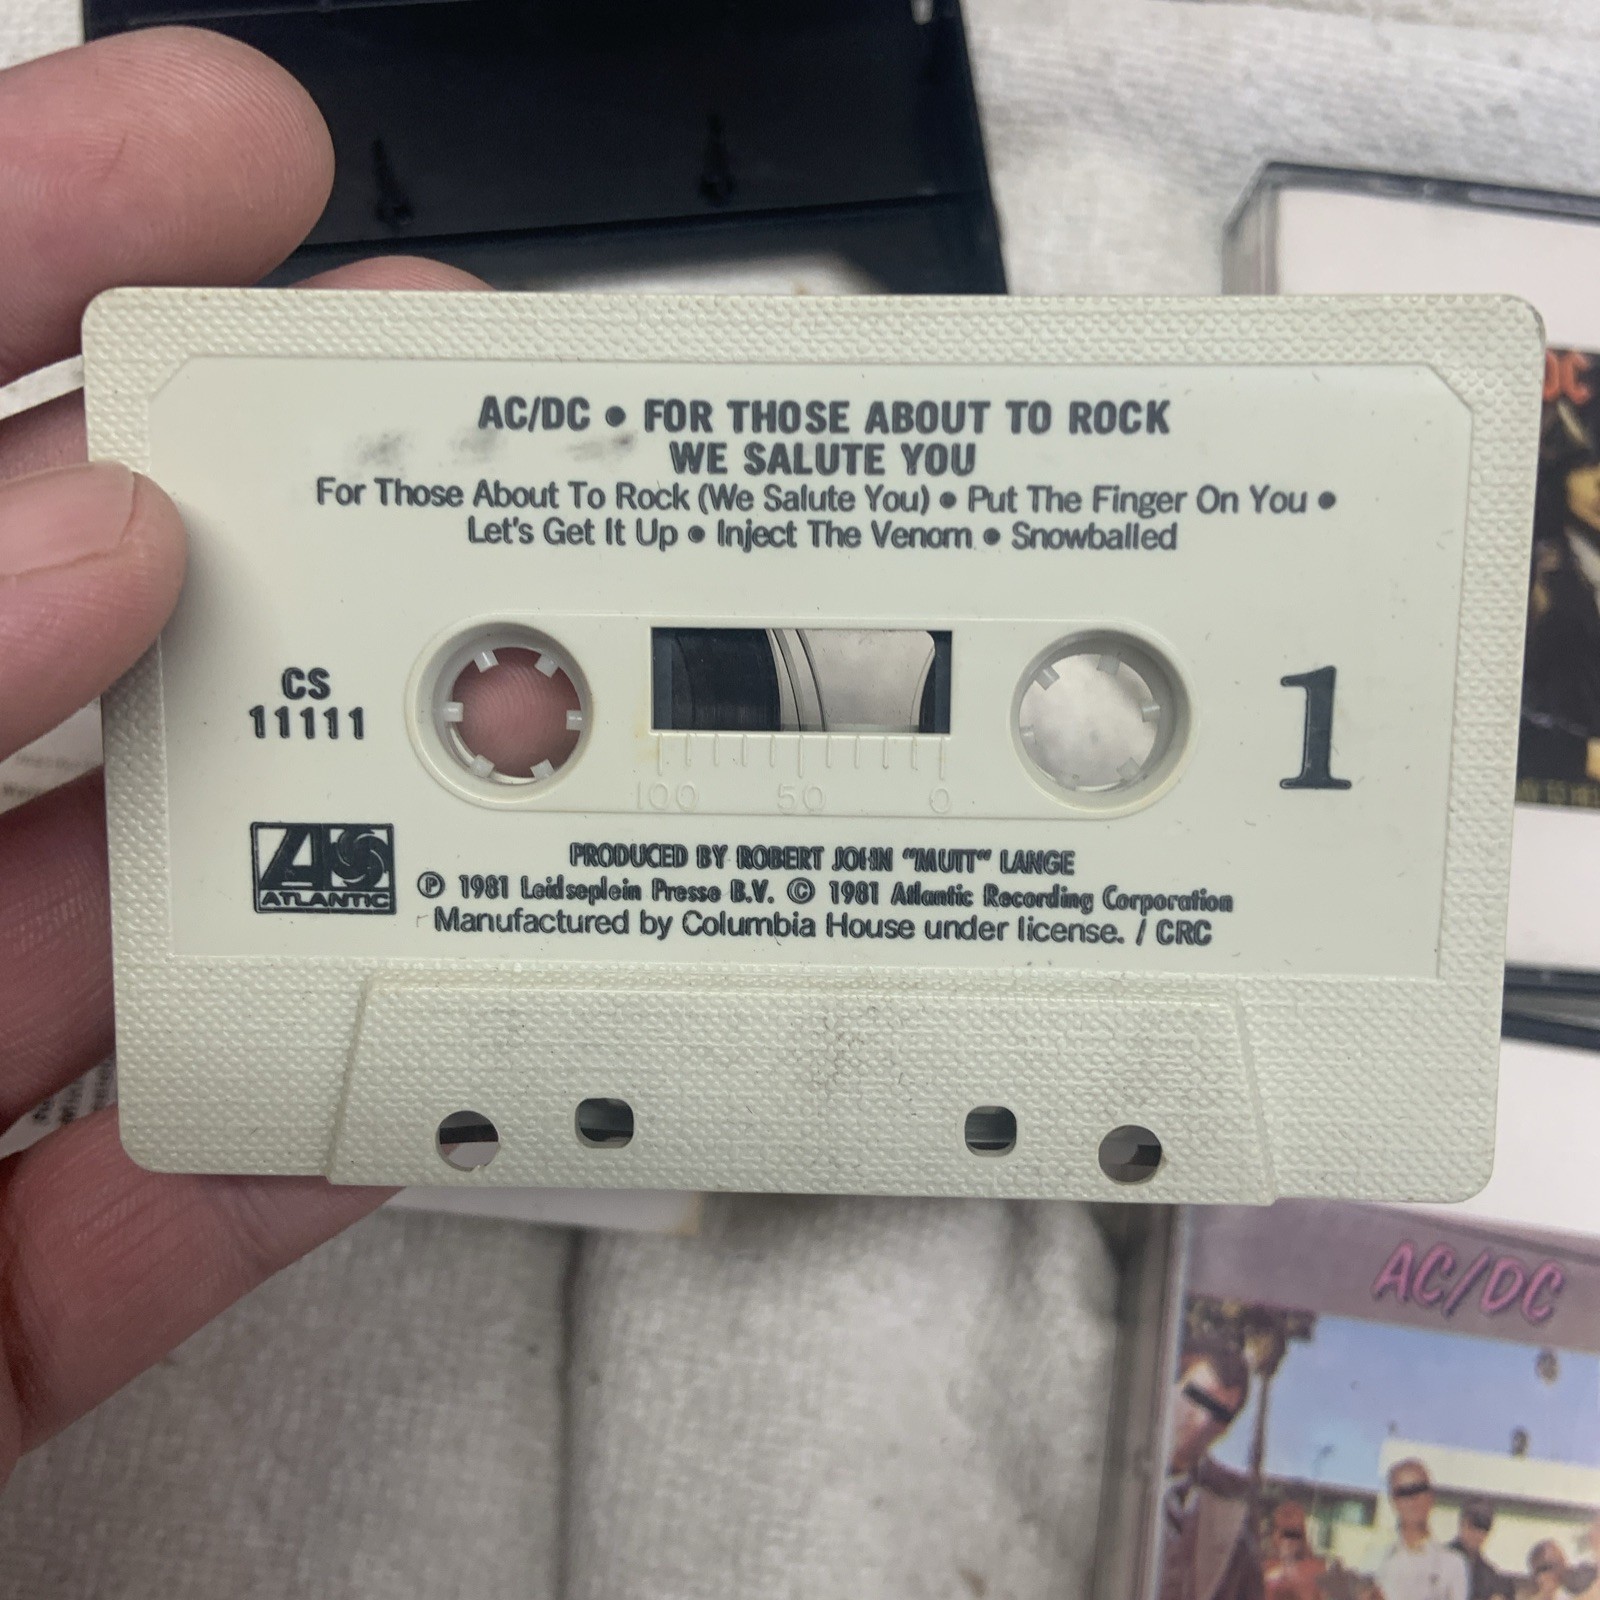 AC/DC • FOR THOSE ABOUT TO ROCK
WE SALUTE YOU
For Those About To Rock (We Salute You) • Put The Finger On You •
Let's Get It Up • Inject The Venom • Snowballed
CS
11111
1
100 50 0
ATLANTIC
PRODUCED BY ROBERT JOHN "MUTT" LANGE
Ⓟ 1981 Leidseplein Presse B.V. © 1981 Atlantic Recording Corporation
Manufactured by Columbia House under license. / CRC
AC/DC